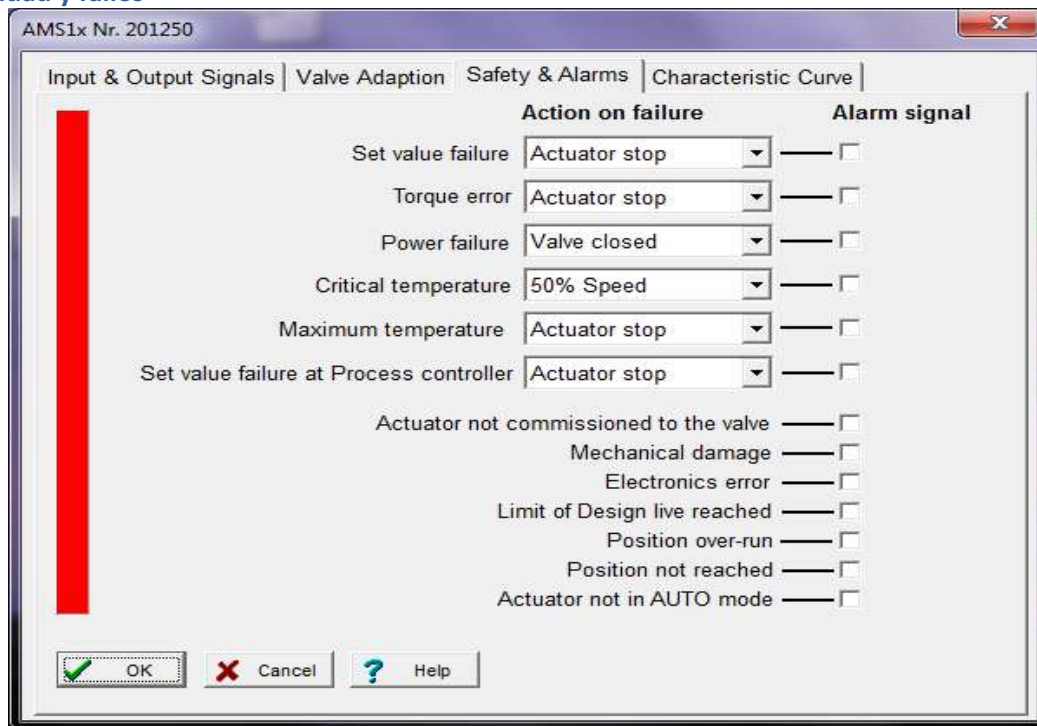 AMS1x Nr. 201250
Input & Output Signals Valve Adaption Safety & Alarms Characteristic Curve
Action on failure Alarm signal
Set value failure Actuator stop
Torque error Actuator stop
Power failure Valve closed
Critical temperature 50% Speed
Maximum temperature Actuator stop
Set value failure at Process controller Actuator stop
Actuator not commissioned to the valve
Mechanical damage
Electronics error
Limit of Design live reached
Position over-run
Position not reached
Actuator not in AUTO mode
OK Cancel ? Help